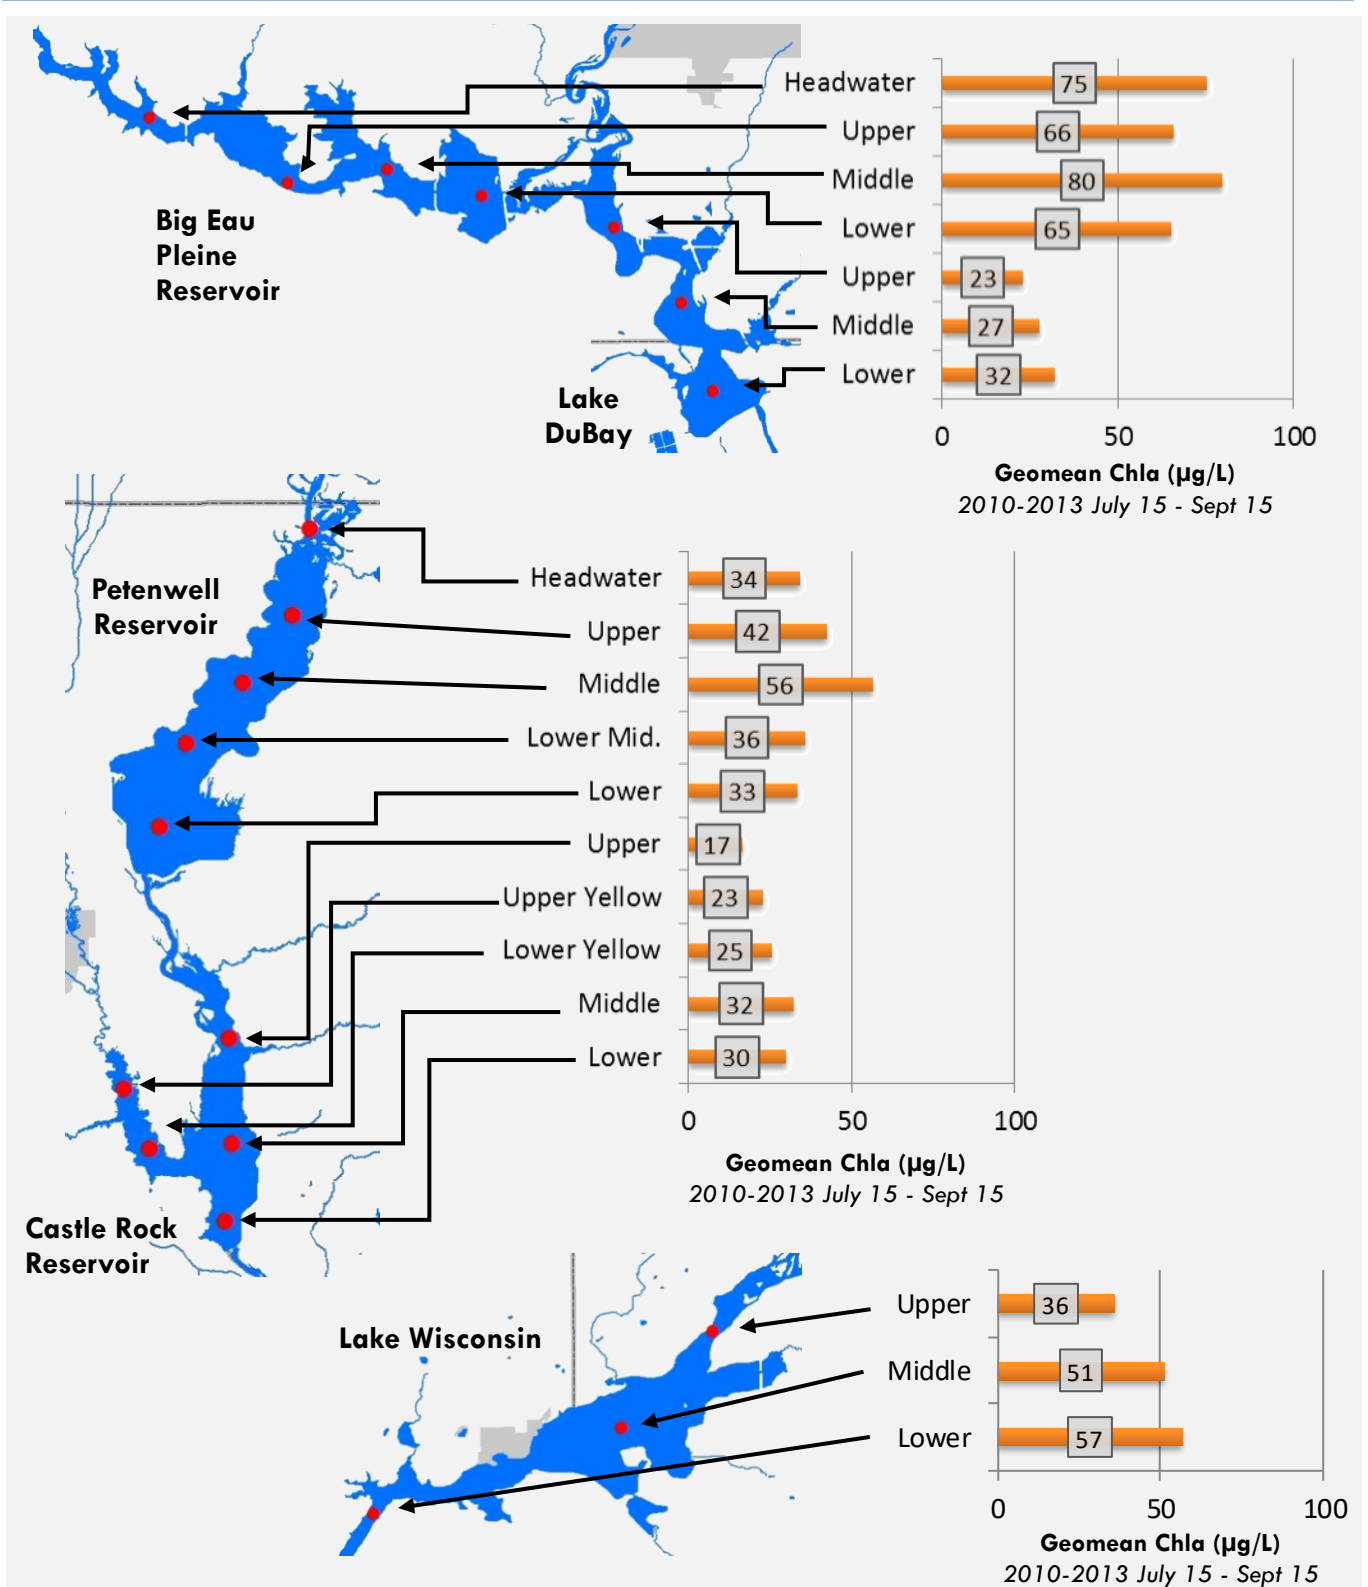 Headwater 75
Upper 66
Middle 80
Lower 65
Upper 23
Middle 27
Lower 32
Big Eau
Pleine
Reservoir
Lake
DuBay
0 50 100
Geomean Chla (µg/L)
2010-2013 July 15 - Sept 15
Petenwell
Reservoir
Headwater 34
Upper 42
Middle 56
Lower Mid. 36
Lower 33
Upper 17
Upper Yellow 23
Lower Yellow 25
Middle 32
Lower 30
0 50 100
Geomean Chla (µg/L)
2010-2013 July 15 - Sept 15
Castle Rock
Reservoir
Lake Wisconsin
Upper 36
Middle 51
Lower 57
0 50 100
Geomean Chla (µg/L)
2010-2013 July 15 - Sept 15